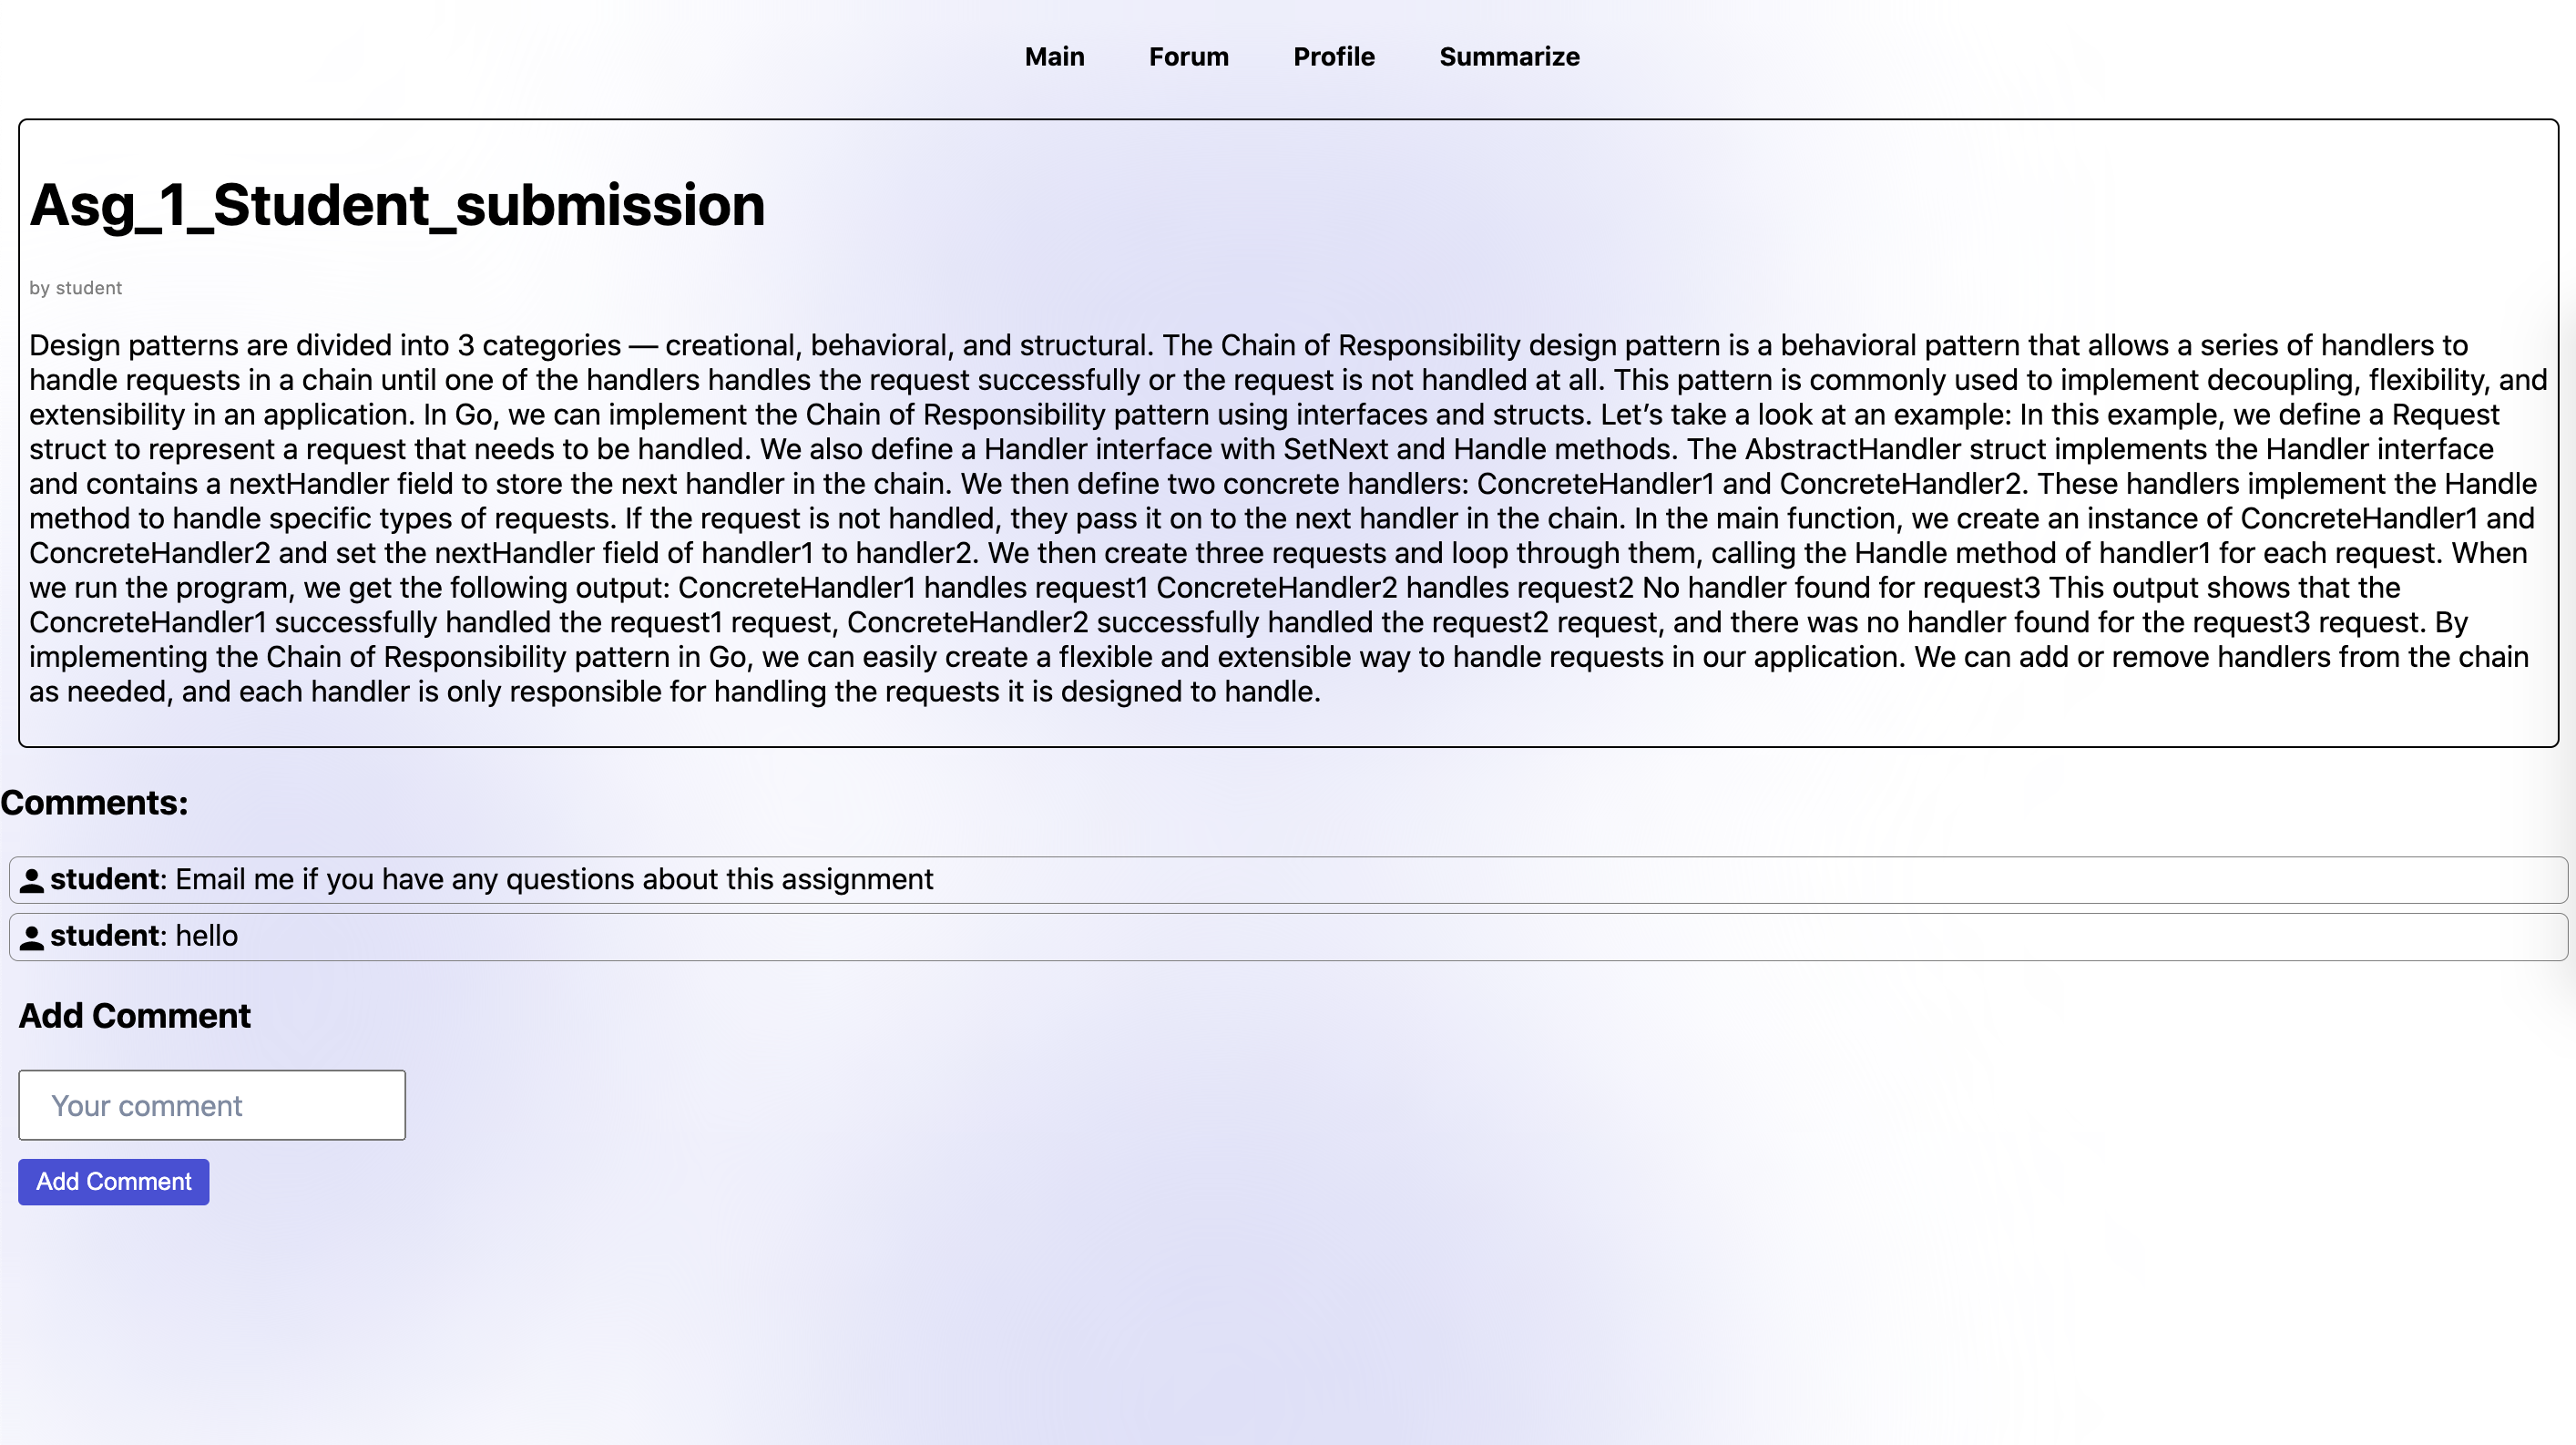 Main Forum Profile Summarize
Asg_1_Student_submission
by student
Design patterns are divided into 3 categories — creational, behavioral, and structural. The Chain of Responsibility design pattern is a behavioral pattern that allows a series of handlers to
handle requests in a chain until one of the handlers handles the request successfully or the request is not handled at all. This pattern is commonly used to implement decoupling, flexibility, and
extensibility in an application. In Go, we can implement the Chain of Responsibility pattern using interfaces and structs. Let’s take a look at an example: In this example, we define a Request
struct to represent a request that needs to be handled. We also define a Handler interface with SetNext and Handle methods. The AbstractHandler struct implements the Handler interface
and contains a nextHandler field to store the next handler in the chain. We then define two concrete handlers: ConcreteHandler1 and ConcreteHandler2. These handlers implement the Handle
method to handle specific types of requests. If the request is not handled, they pass it on to the next handler in the chain. In the main function, we create an instance of ConcreteHandler1 and
ConcreteHandler2 and set the nextHandler field of handler1 to handler2. We then create three requests and loop through them, calling the Handle method of handler1 for each request. When
we run the program, we get the following output: ConcreteHandler1 handles request1 ConcreteHandler2 handles request2 No handler found for request3 This output shows that the
ConcreteHandler1 successfully handled the request1 request, ConcreteHandler2 successfully handled the request2 request, and there was no handler found for the request3 request. By
implementing the Chain of Responsibility pattern in Go, we can easily create a flexible and extensible way to handle requests in our application. We can add or remove handlers from the chain
as needed, and each handler is only responsible for handling the requests it is designed to handle.
Comments:
student: Email me if you have any questions about this assignment
student: hello
Add Comment
Your comment
Add Comment